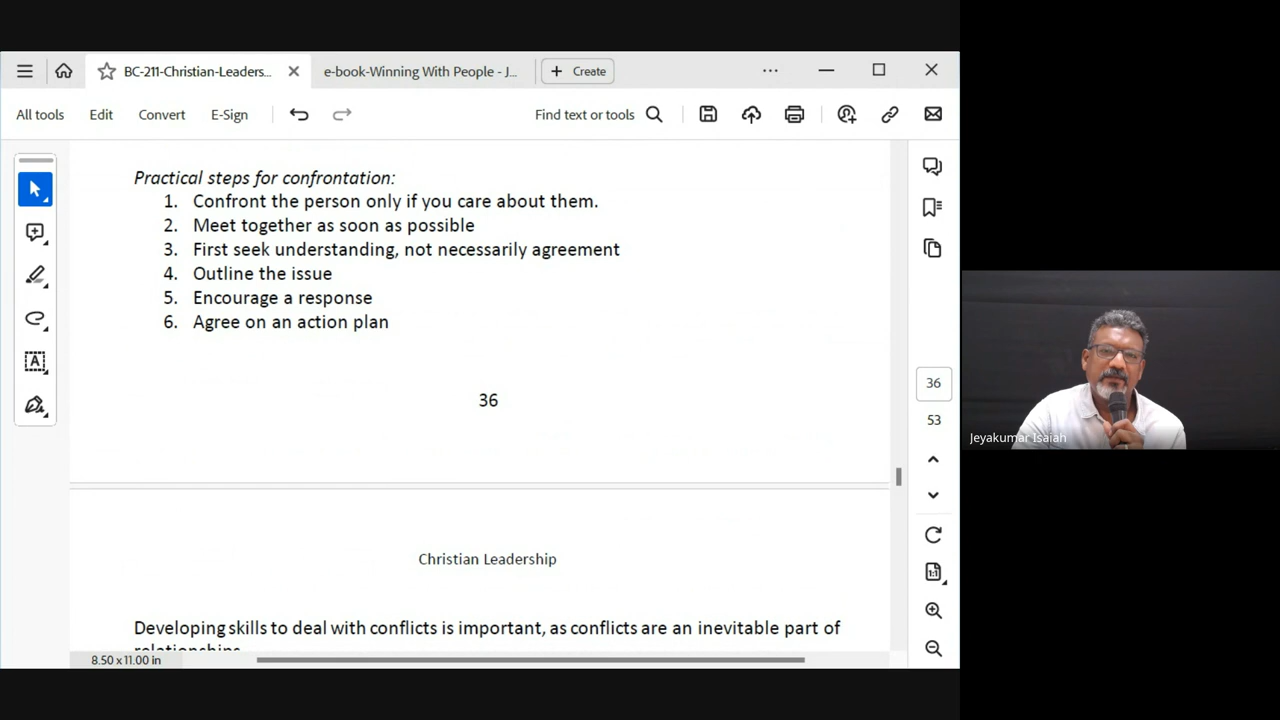 BC-211-Christian-Leaders...
e-book-Winning With People - J...
Create
All tools
Edit
Convert
E-Sign
Find text or tools
Practical steps for confrontation:
1. Confront the person only if you care about them.
2. Meet together as soon as possible
3. First seek understanding, not necessarily agreement
4. Outline the issue
5. Encourage a response
6. Agree on an action plan
36
36
53
Jeyakumar Isaiah
Christian Leadership
Developing skills to deal with conflicts is important, as conflicts are an inevitable part of
relationships
8.50 x 11.00 in